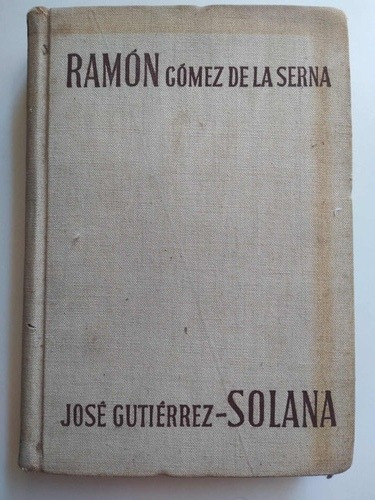 RAMÓN GÓMEZ DE LA SERNA
JOSÉ GUTIÉRREZ-SOLANA